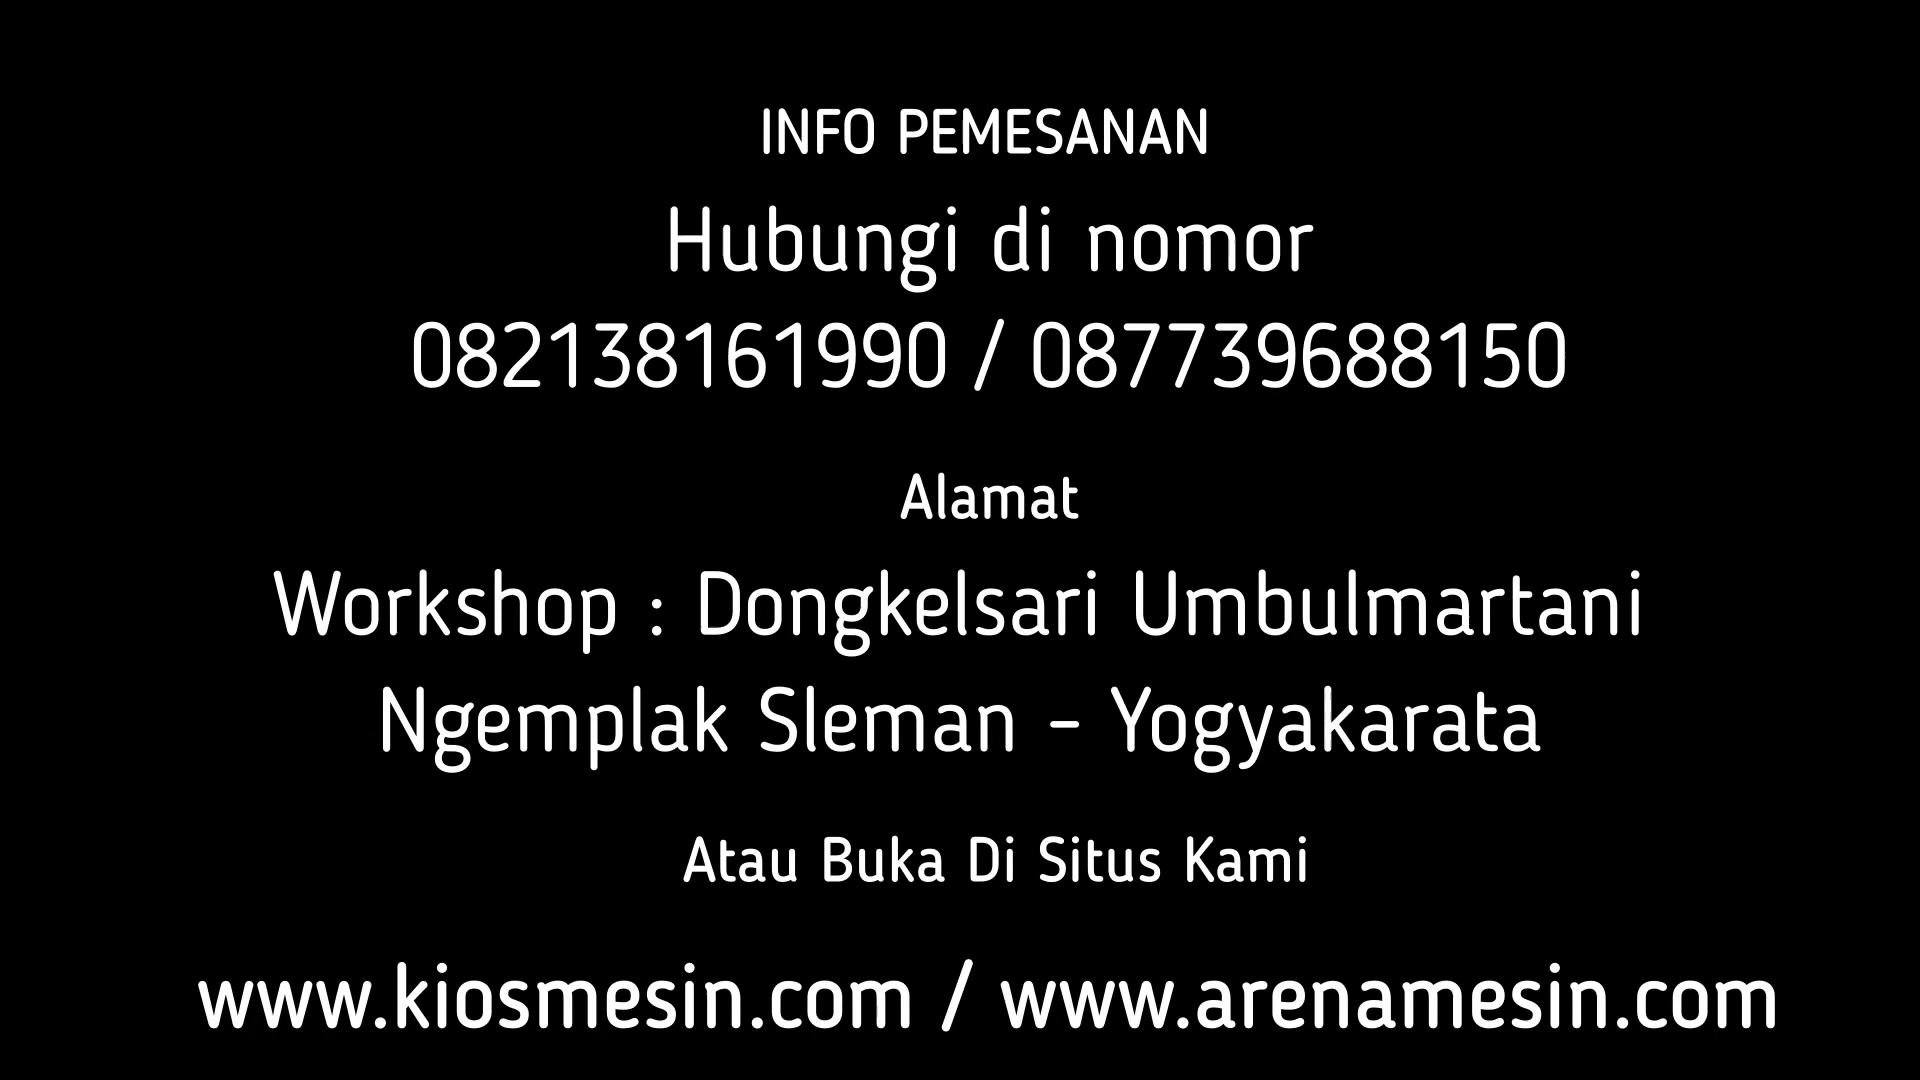 INFO PEMESANAN
Hubungi di nomor
082138161990 / 087739688150
Alamat
Workshop : Dongkelsari Umbulmartani
Ngemplak Sleman - Yogyakarata
Atau Buka Di Situs Kami
www.kiosmesin.com / www.arenamesin.com